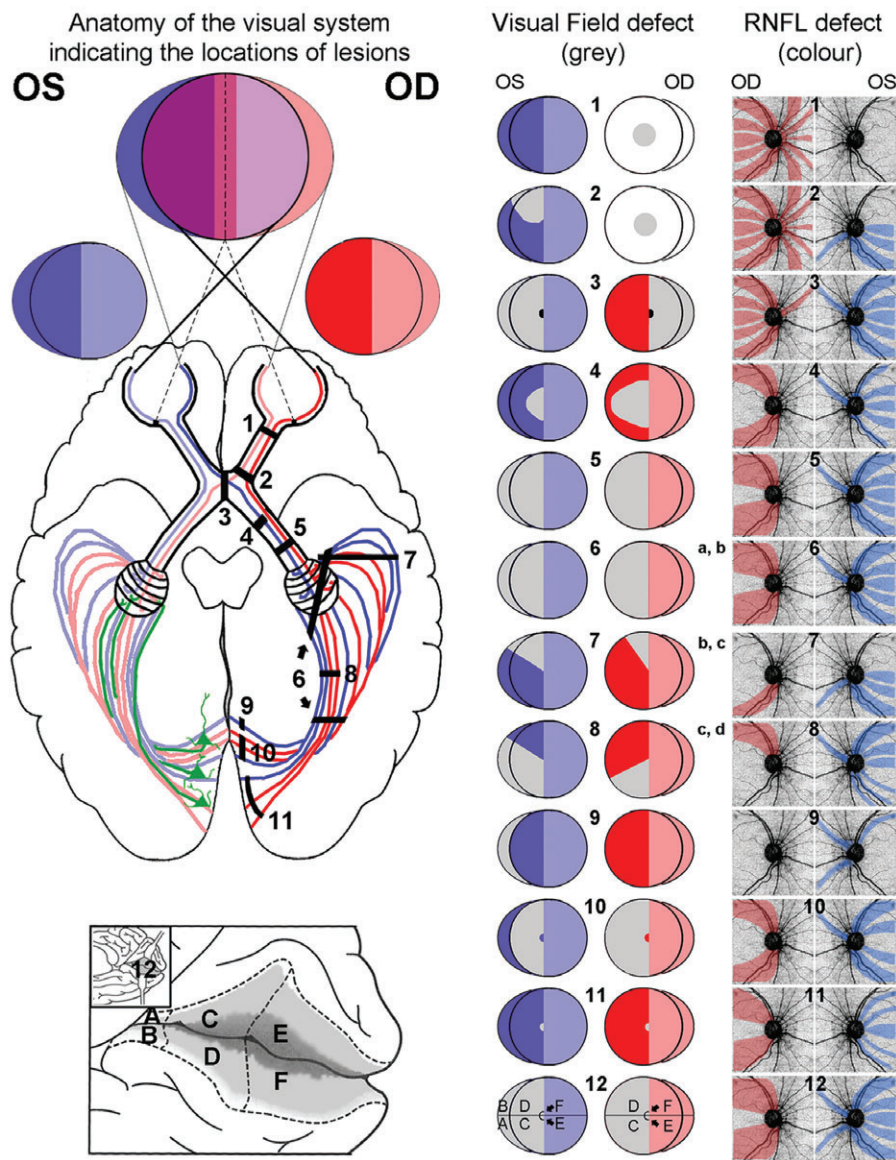 Anatomy of the visual system
indicating the locations of lesions
OS
OD
1
2
3
4
5
6
7
8
9
10
11
12
A
B
C
D
E
F
Visual Field defect
(grey)
OS
OD
1
2
3
4
5
6
a, b
7
b, c
8
c, d
9
10
11
12
B D F
A C E
D F
C E
RNFL defect
(colour)
OD
OS
1
2
3
4
5
6
7
8
9
10
11
12